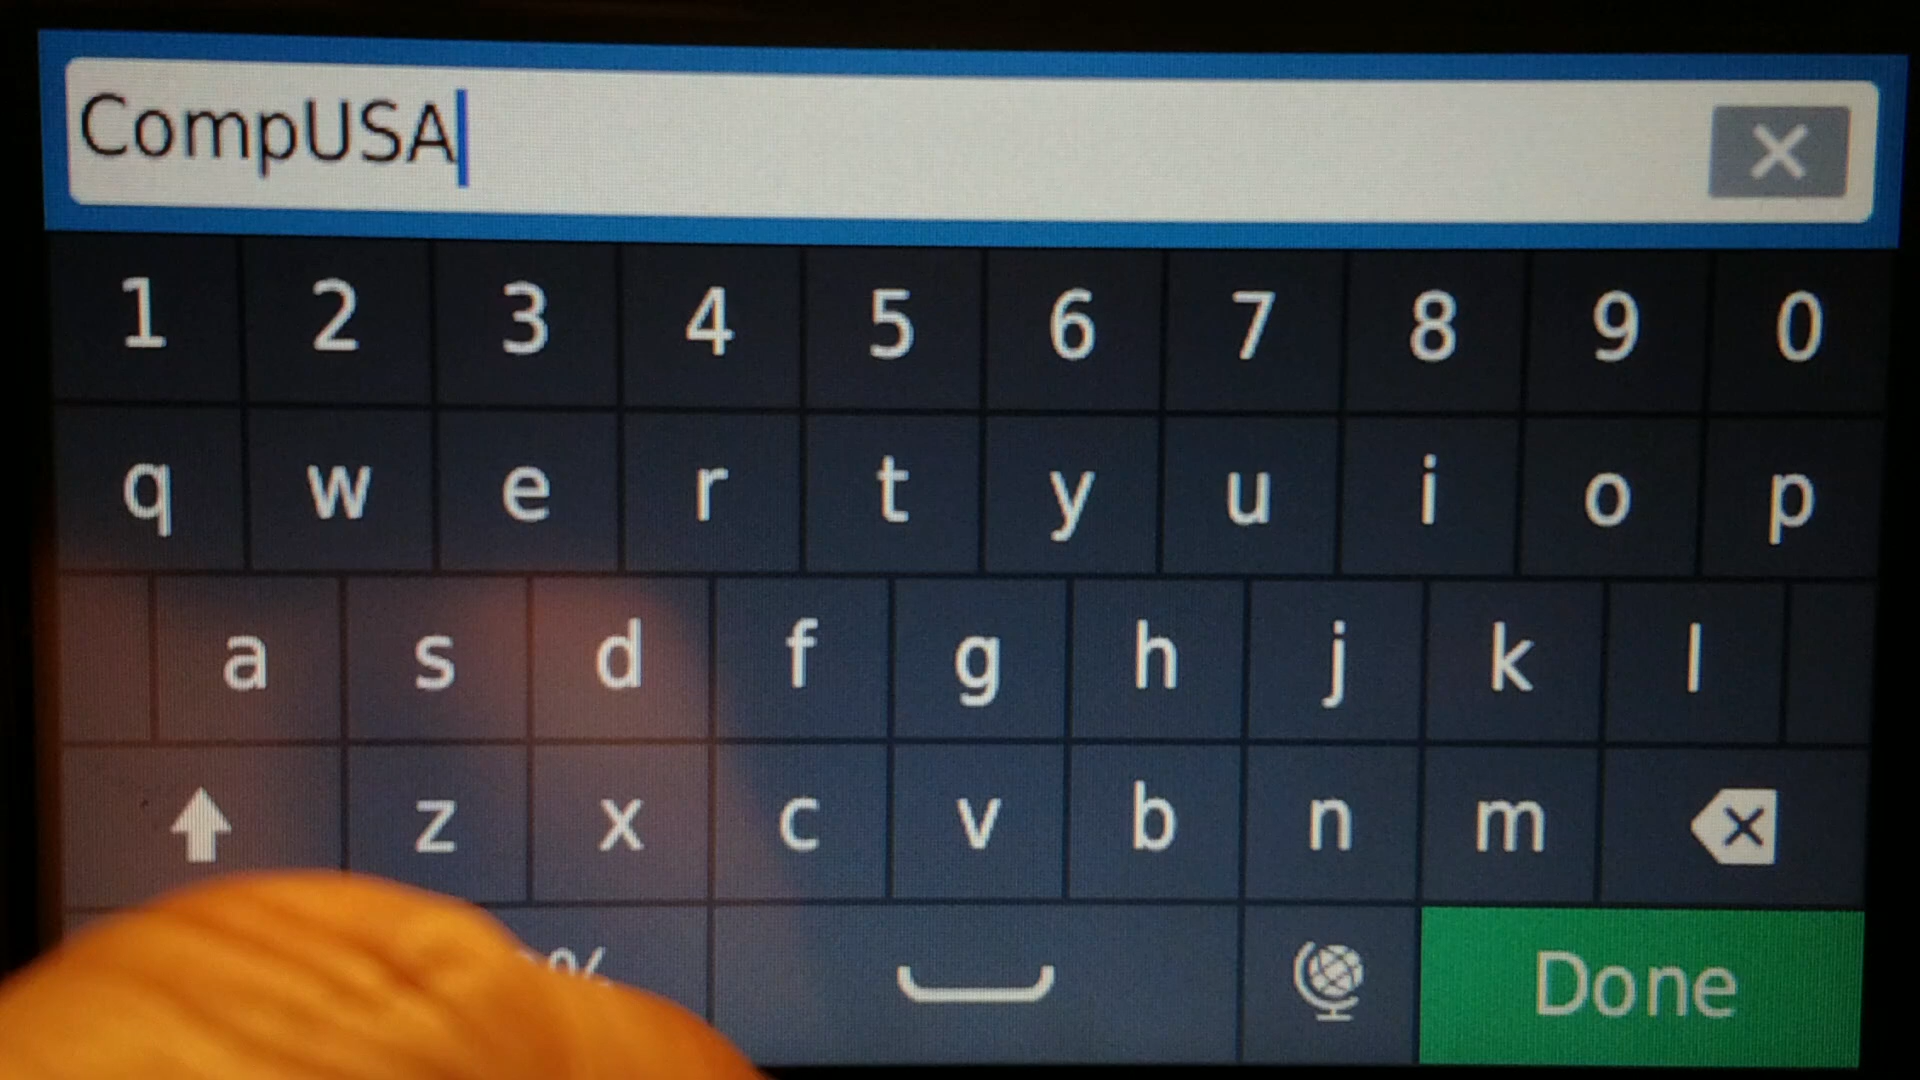 CompUSA
1 2 3 4 5 6 7 8 9 0
q w e r t y u i o p
a s d f g h j k l
z x c v b n m
% Done